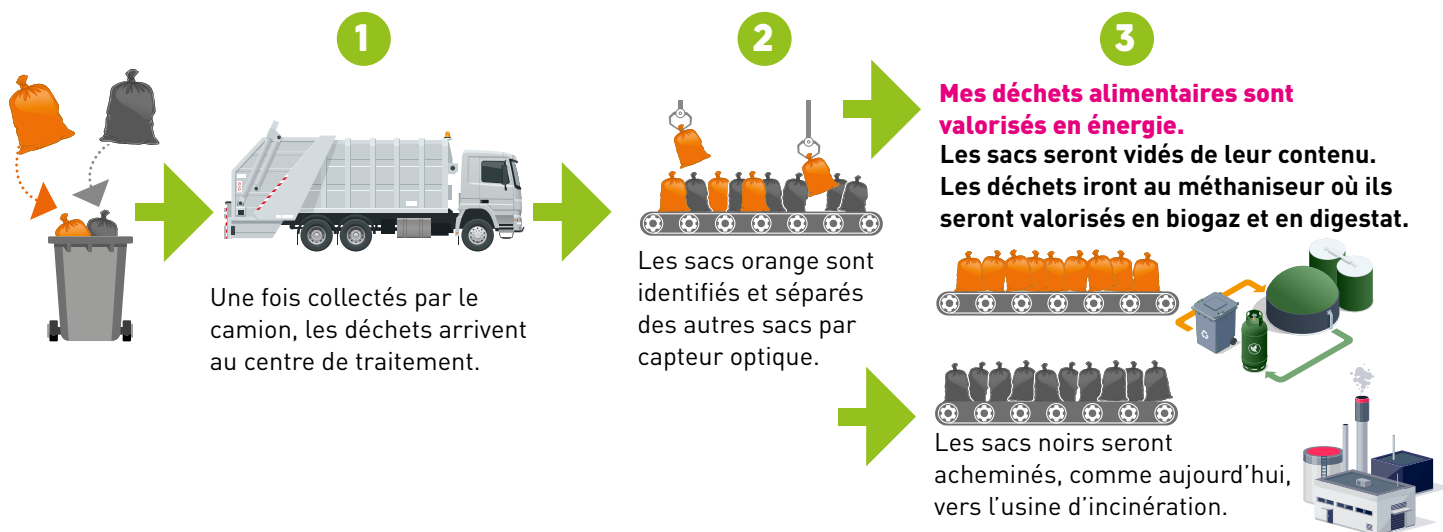 1
Une fois collectés par le
camion, les déchets arrivent
au centre de traitement.
2
Les sacs orange sont
identifiés et séparés
des autres sacs par
capteur optique.
3
Mes déchets alimentaires sont
valorisés en énergie.
Les sacs seront vidés de leur contenu.
Les déchets iront au méthaniseur où ils
seront valorisés en biogaz et en digestat.
Les sacs noirs seront
acheminés, comme aujourd’hui,
vers l’usine d’incinération.